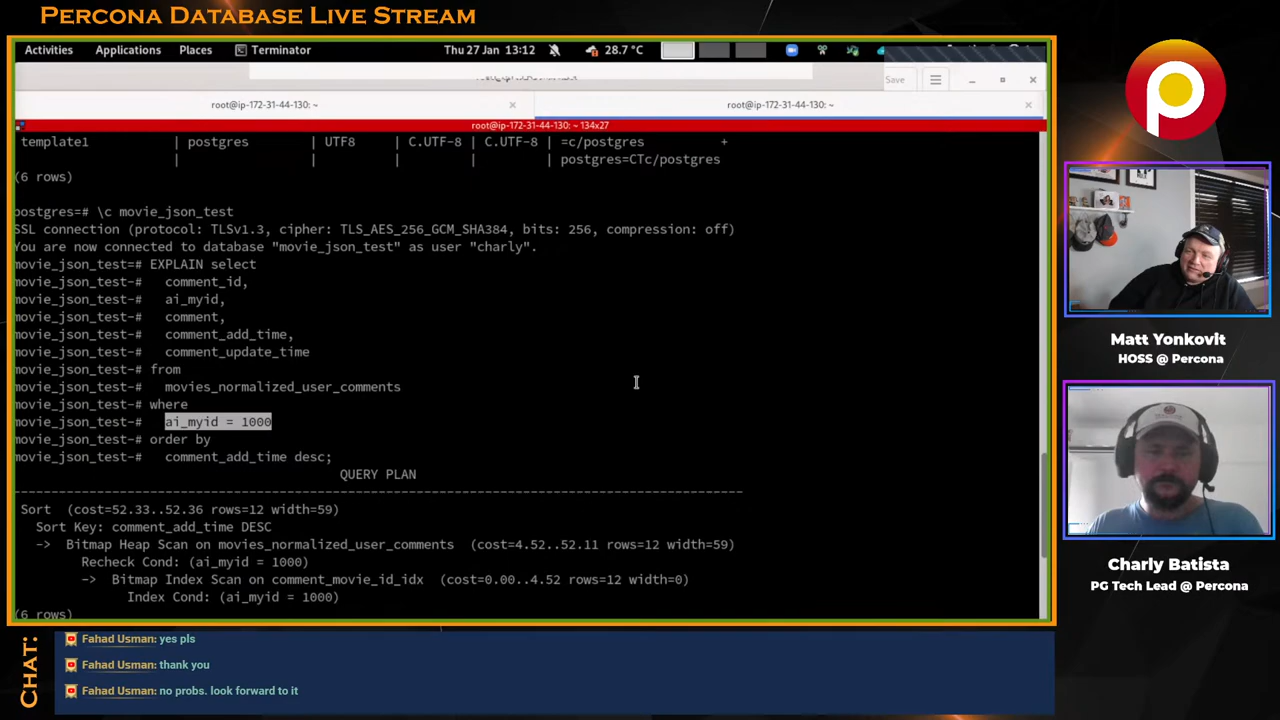 PERCONA DATABASE LIVE STREAM
Activities Applications Places Terminator Thu 27 Jan 13:12 28.7 °C
Save
root@ip-172-31-44-130: ~ root@ip-172-31-44-130: ~
root@ip-172-31-44-130: ~ 134x27
template1 | postgres | UTF8 | C.UTF-8 | C.UTF-8 | =c/postgres +
| | | | | postgres=CTc/postgres
(6 rows)
postgres=# \c movie_json_test
SSL connection (protocol: TLSv1.3, cipher: TLS_AES_256_GCM_SHA384, bits: 256, compression: off)
You are now connected to database "movie_json_test" as user "charly".
movie_json_test=# EXPLAIN select
movie_json_test-# comment_id,
movie_json_test-# ai_myid,
movie_json_test-# comment,
movie_json_test-# comment_add_time,
movie_json_test-# comment_update_time
movie_json_test-# from
movie_json_test-# movies_normalized_user_comments
movie_json_test-# where
movie_json_test-# ai_myid = 1000
movie_json_test-# order by
movie_json_test-# comment_add_time desc;
QUERY PLAN
-------------------------------------------------------------------------------------------------
Sort (cost=52.33..52.36 rows=12 width=59)
Sort Key: comment_add_time DESC
-> Bitmap Heap Scan on movies_normalized_user_comments (cost=4.52..52.11 rows=12 width=59)
Recheck Cond: (ai_myid = 1000)
-> Bitmap Index Scan on comment_movie_id_idx (cost=0.00..4.52 rows=12 width=0)
Index Cond: (ai_myid = 1000)
(6 rows)
Matt Yonkovit
HOSS @ Percona
Charly Batista
PG Tech Lead @ Percona
CHAT:
Fahad Usman: yes pls
Fahad Usman: thank you
Fahad Usman: no probs. look forward to it